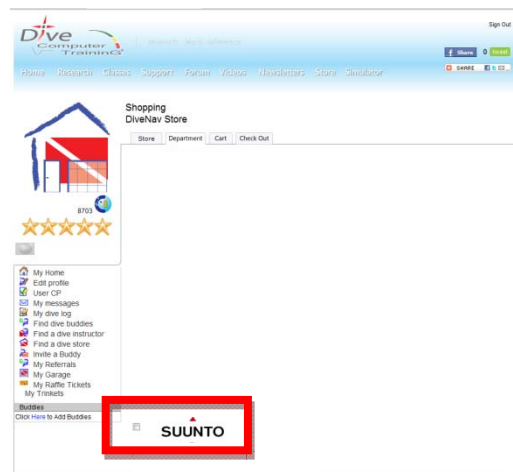 Dive
Computer
Training
Sign Out
Share 0 tweet
SHARE
Home Research Classes Support Forum Videos Newsletters Store Simulator
Shopping
DiveNav Store
Store Department Cart Check Out
8703
My Home
Edit profile
User CP
My messages
My dive log
Find dive buddies
Find a dive instructor
Find a dive store
Invite a Buddy
My Referrals
My Garage
My Raffle Tickets
My Trinkets
Buddies
Click Here to Add Buddies
SUUNTO